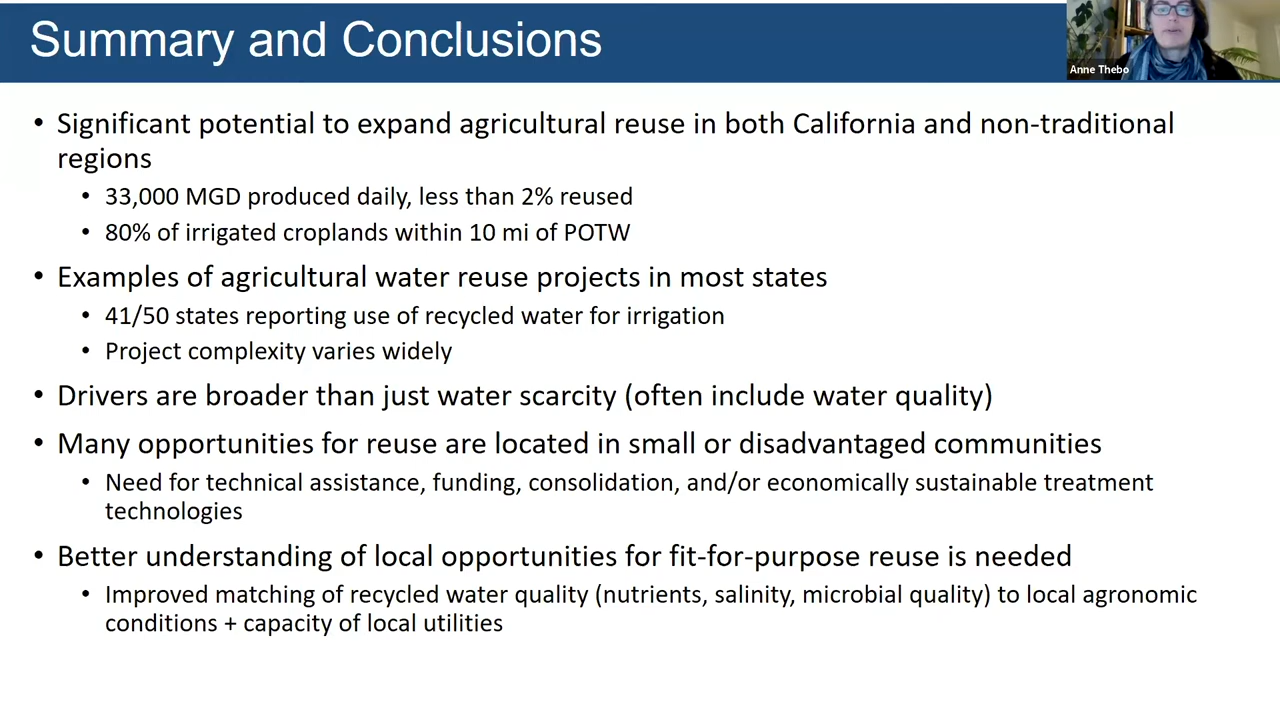 Summary and Conclusions
Anne Thebo
• Significant potential to expand agricultural reuse in both California and non-traditional
regions
• 33,000 MGD produced daily, less than 2% reused
• 80% of irrigated croplands within 10 mi of POTW
• Examples of agricultural water reuse projects in most states
• 41/50 states reporting use of recycled water for irrigation
• Project complexity varies widely
• Drivers are broader than just water scarcity (often include water quality)
• Many opportunities for reuse are located in small or disadvantaged communities
• Need for technical assistance, funding, consolidation, and/or economically sustainable treatment
technologies
• Better understanding of local opportunities for fit-for-purpose reuse is needed
• Improved matching of recycled water quality (nutrients, salinity, microbial quality) to local agronomic
conditions + capacity of local utilities